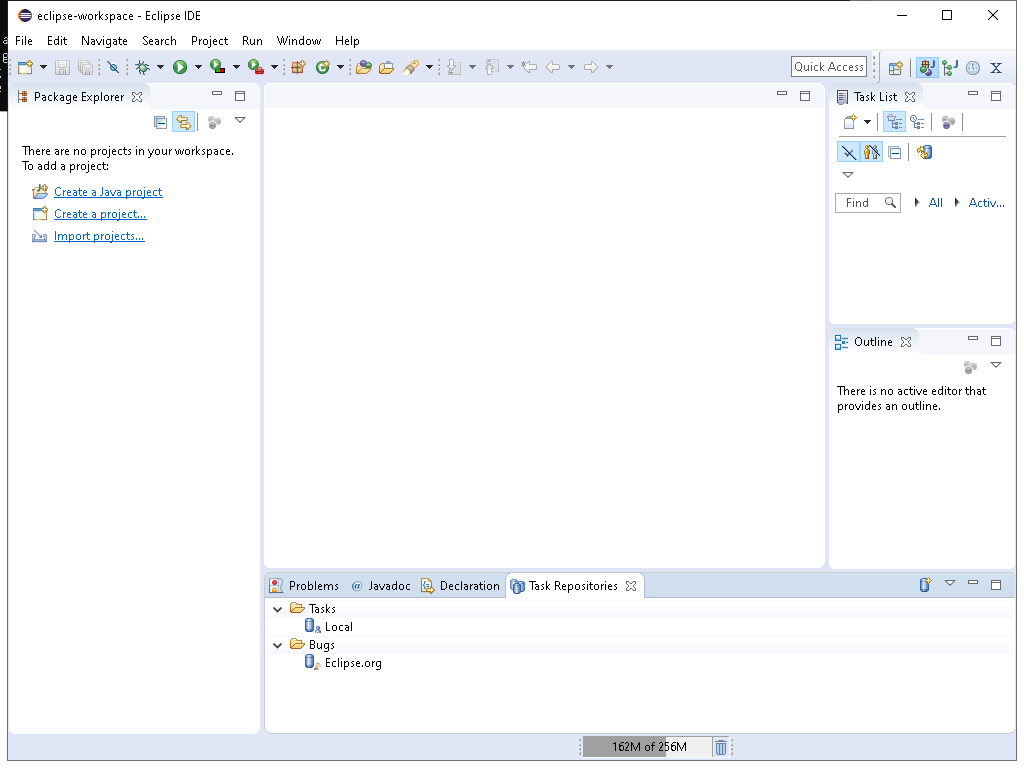 eclipse-workspace - Eclipse IDE
File Edit Navigate Search Project Run Window Help
Quick Access
Package Explorer
There are no projects in your workspace.
To add a project:
Create a Java project
Create a project...
Import projects...
Task List
Find All Activ...
Outline
There is no active editor that
provides an outline.
Problems @ Javadoc Declaration Task Repositories
Tasks
Local
Bugs
Eclipse.org
162M of 256M